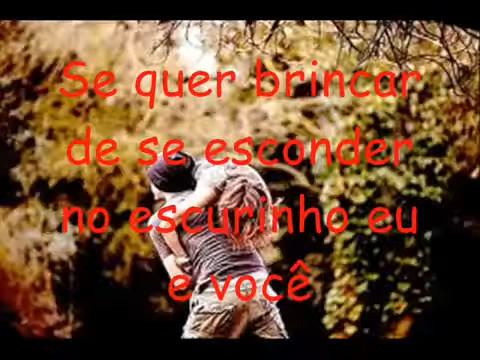 Se quer brincar
de se esconder
no escurinho eu
e você